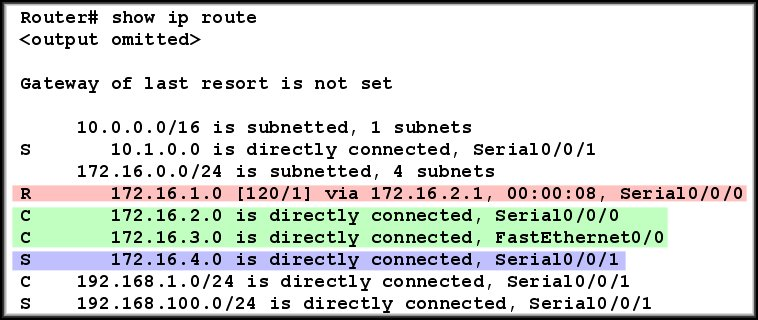 Router# show ip route
<output omitted>
Gateway of last resort is not set
10.0.0.0/16 is subnetted, 1 subnets
S 10.1.0.0 is directly connected, Serial0/0/1
172.16.0.0/24 is subnetted, 4 subnets
R 172.16.1.0 [120/1] via 172.16.2.1, 00:00:08, Serial0/0/0
C 172.16.2.0 is directly connected, Serial0/0/0
C 172.16.3.0 is directly connected, FastEthernet0/0
S 172.16.4.0 is directly connected, Serial0/0/1
C 192.168.1.0/24 is directly connected, Serial0/0/1
S 192.168.100.0/24 is directly connected, Serial0/0/1